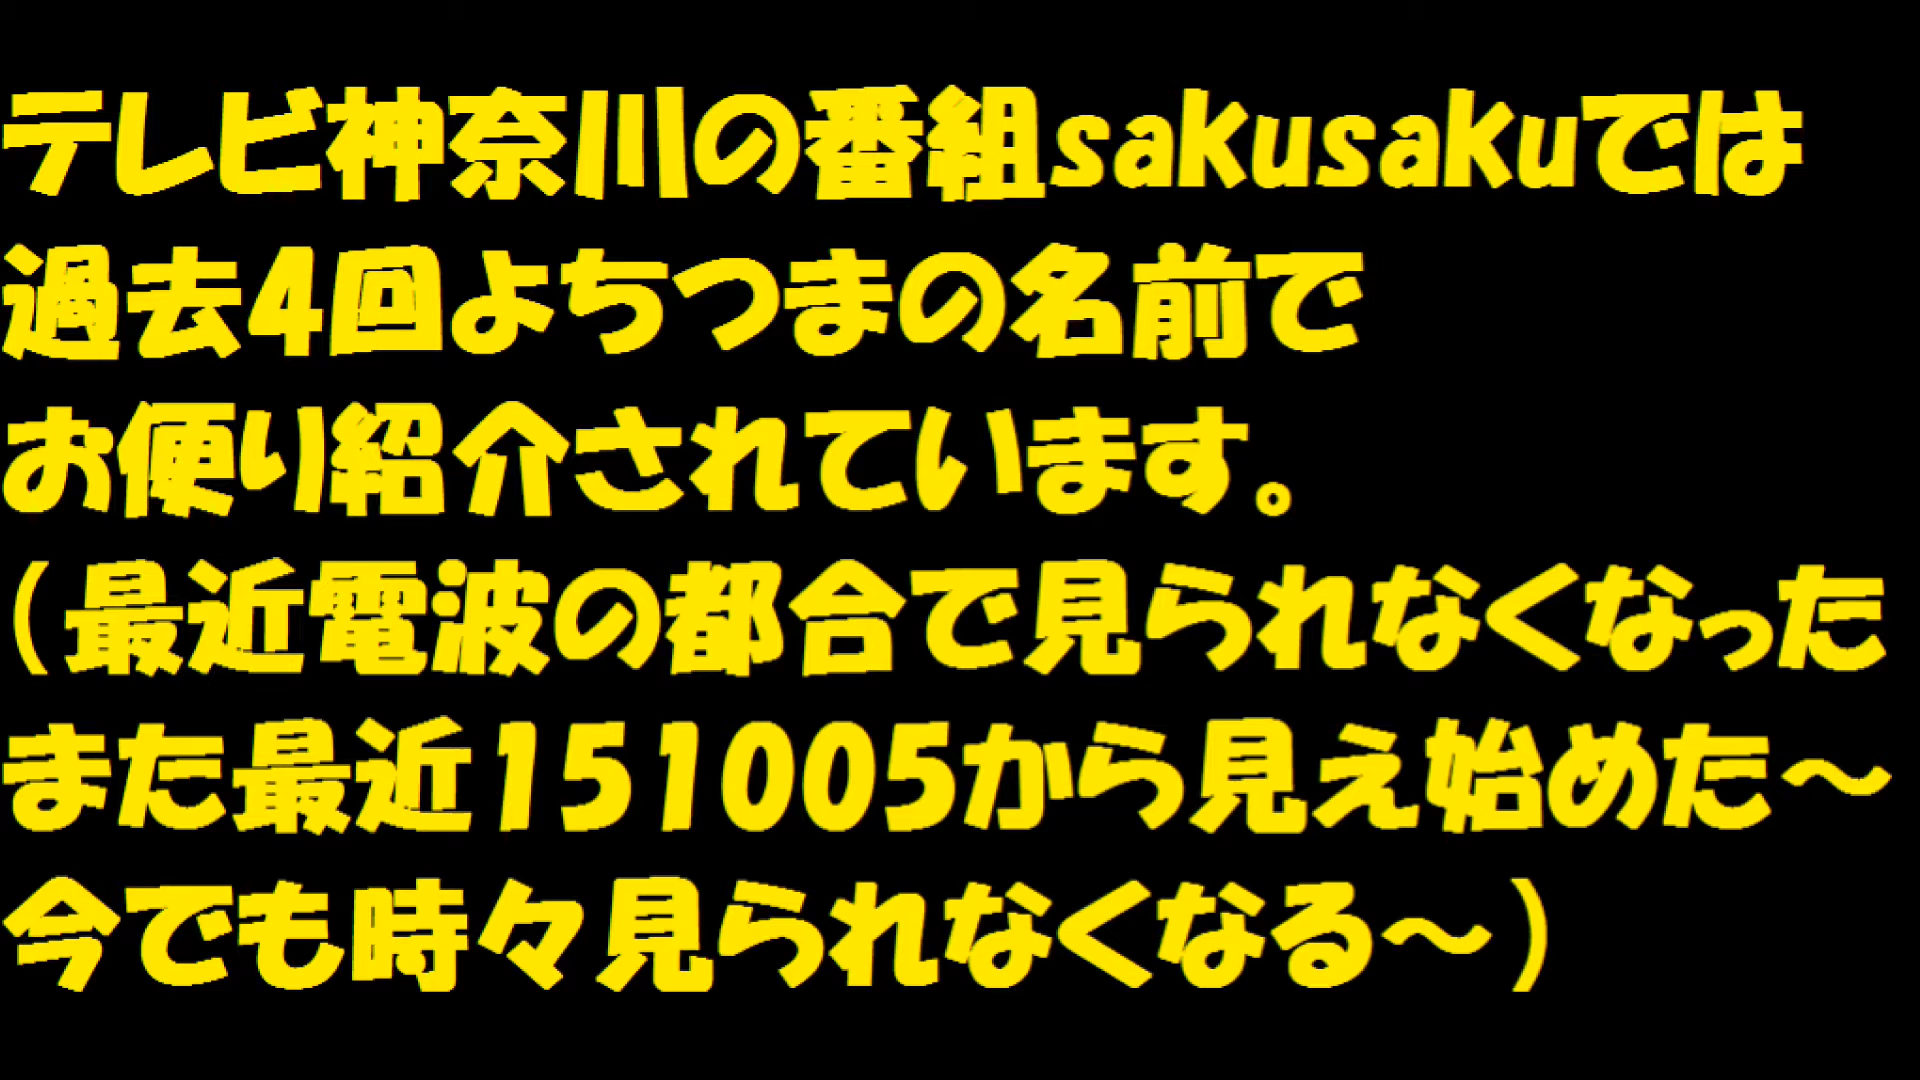 テレビ神奈川の番組sakusakuでは
過去4回よちつまの名前で
お便り紹介されています。
（最近電波の都合で見られなくなった
また最近151005から見え始めた～
今でも時々見られなくなる～）